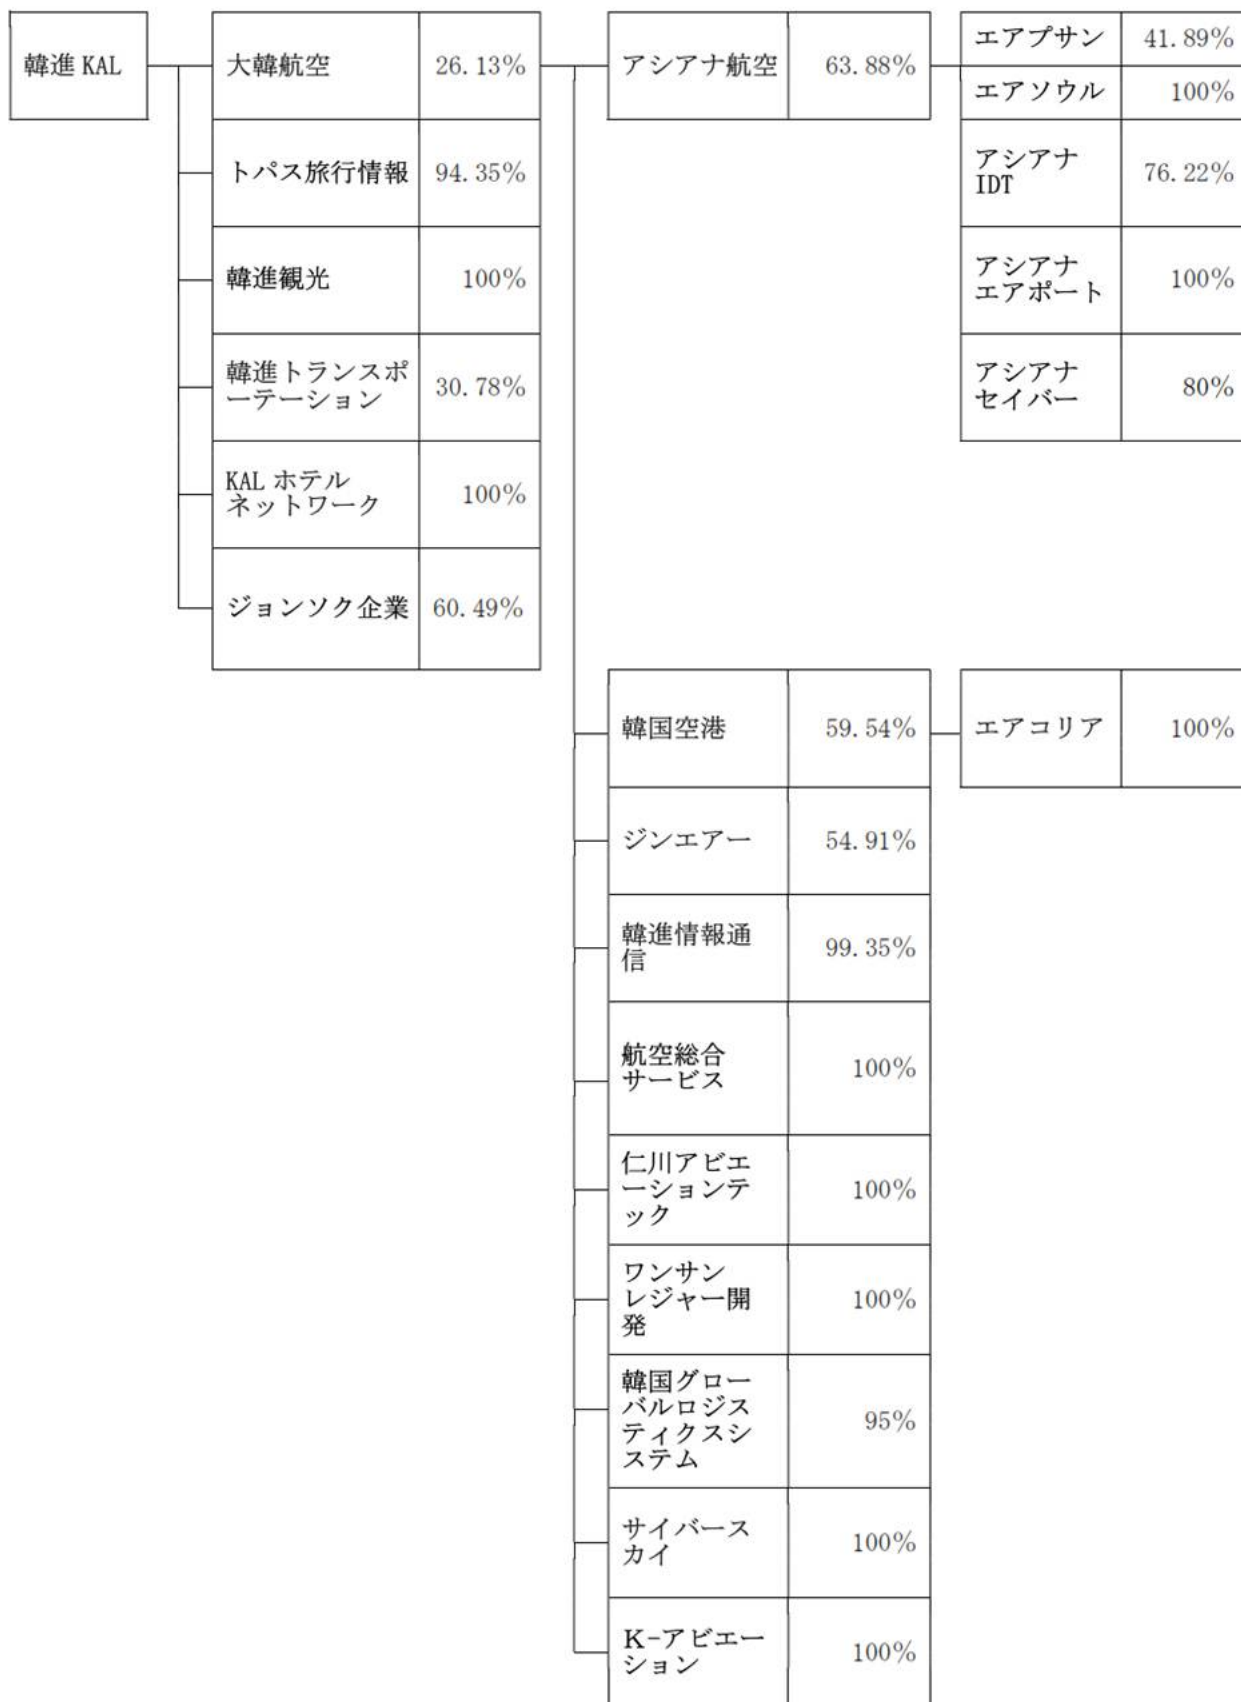 韓進 KAL
大韓航空 26.13%
トパス旅行情報 94.35%
韓進観光 100%
韓進トランスポ
ーテーション 30.78%
KAL ホテル
ネットワーク 100%
ジョンソク企業 60.49%
アシアナ航空 63.88%
エアプサン 41.89%
エアソウル 100%
アシアナ
IDT 76.22%
アシアナ
エアポート 100%
アシアナ
セイバー 80%
韓国空港 59.54%
エアコリア 100%
ジンエアー 54.91%
韓進情報通
信 99.35%
航空総合
サービス 100%
仁川アビエ
ーションテ
ック 100%
ワンサン
レジャー開
発 100%
韓国グロー
バルロジス
ティクスシ
ステム 95%
サイバース
カイ 100%
K-アビエー
ション 100%